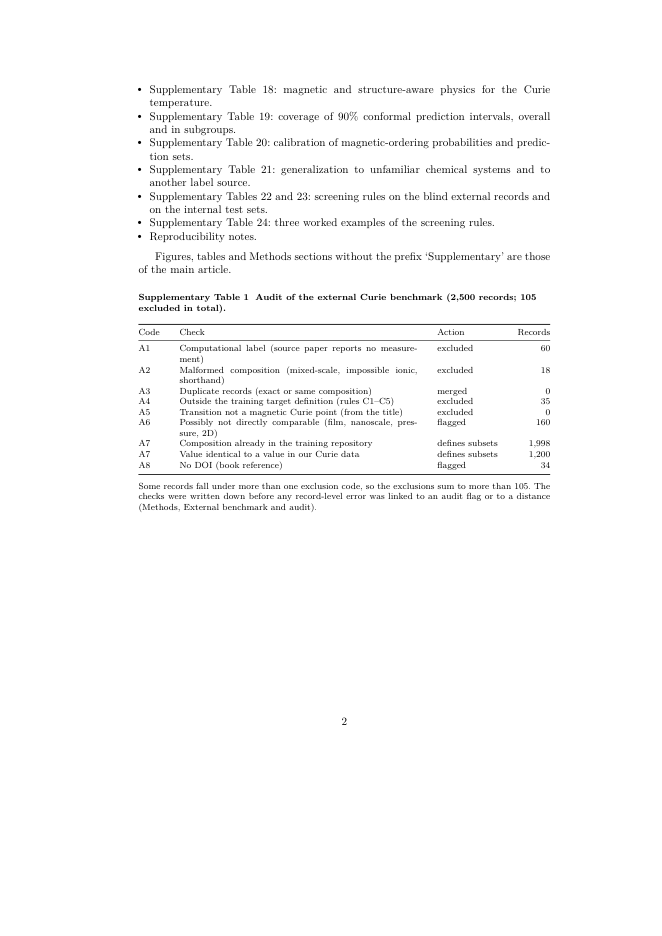 • Supplementary Table 18: magnetic and structure-aware physics for the Curie
temperature.
• Supplementary Table 19: coverage of 90% conformal prediction intervals, overall
and in subgroups.
• Supplementary Table 20: calibration of magnetic-ordering probabilities and predic-
tion sets.
• Supplementary Table 21: generalization to unfamiliar chemical systems and to
another label source.
• Supplementary Tables 22 and 23: screening rules on the blind external records and
on the internal test sets.
• Supplementary Table 24: three worked examples of the screening rules.
• Reproducibility notes.
Figures, tables and Methods sections without the prefix ‘Supplementary’ are those
of the main article.
Supplementary Table 1 Audit of the external Curie benchmark (2,500 records; 105
excluded in total).
Code Check Action Records
A1 Computational label (source paper reports no measure- excluded 60
ment)
A2 Malformed composition (mixed-scale, impossible ionic, excluded 18
shorthand)
A3 Duplicate records (exact or same composition) merged 0
A4 Outside the training target definition (rules C1–C5) excluded 35
A5 Transition not a magnetic Curie point (from the title) excluded 0
A6 Possibly not directly comparable (film, nanoscale, pres- flagged 160
sure, 2D)
A7 Composition already in the training repository defines subsets 1,998
A7 Value identical to a value in our Curie data defines subsets 1,200
A8 No DOI (book reference) flagged 34
Some records fall under more than one exclusion code, so the exclusions sum to more than 105. The
checks were written down before any record-level error was linked to an audit flag or to a distance
(Methods, External benchmark and audit).
2